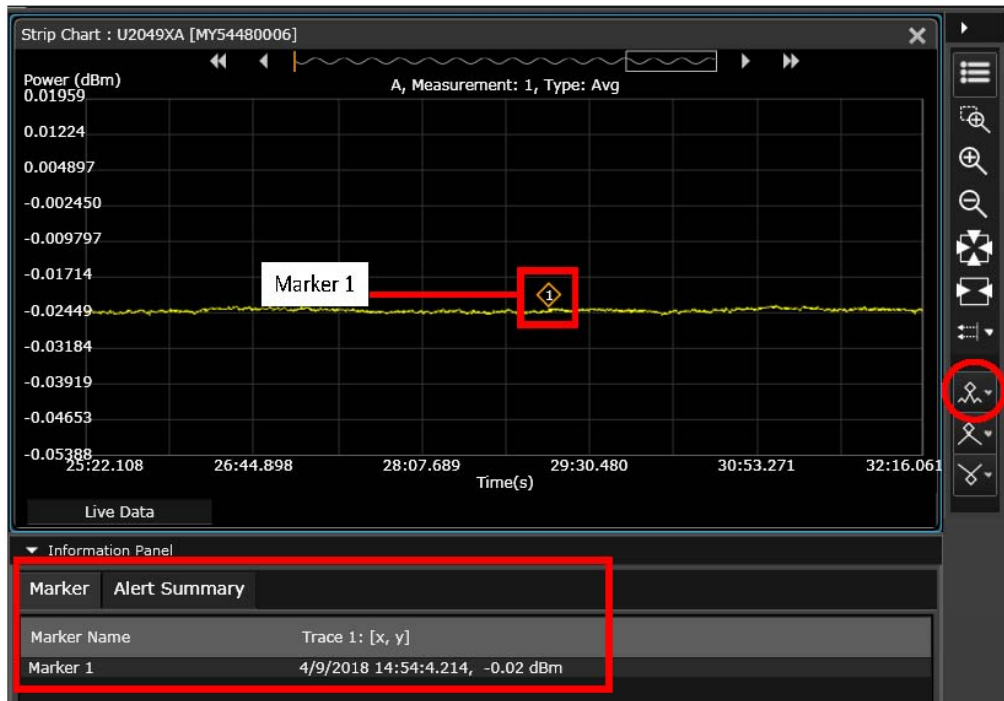 Strip Chart : U2049XA [MY54480006]
Power (dBm)
A, Measurement: 1, Type: Avg
0.01959
0.01224
0.004897
-0.002450
-0.009797
-0.01714
Marker 1
1
-0.02449
-0.03184
-0.03919
-0.04653
-0.05388
25:22.108 26:44.898 28:07.689 29:30.480 30:53.271 32:16.061
Time(s)
Live Data
Information Panel
Marker Alert Summary
Marker Name Trace 1: [x, y]
Marker 1 4/9/2018 14:54:4.214, -0.02 dBm